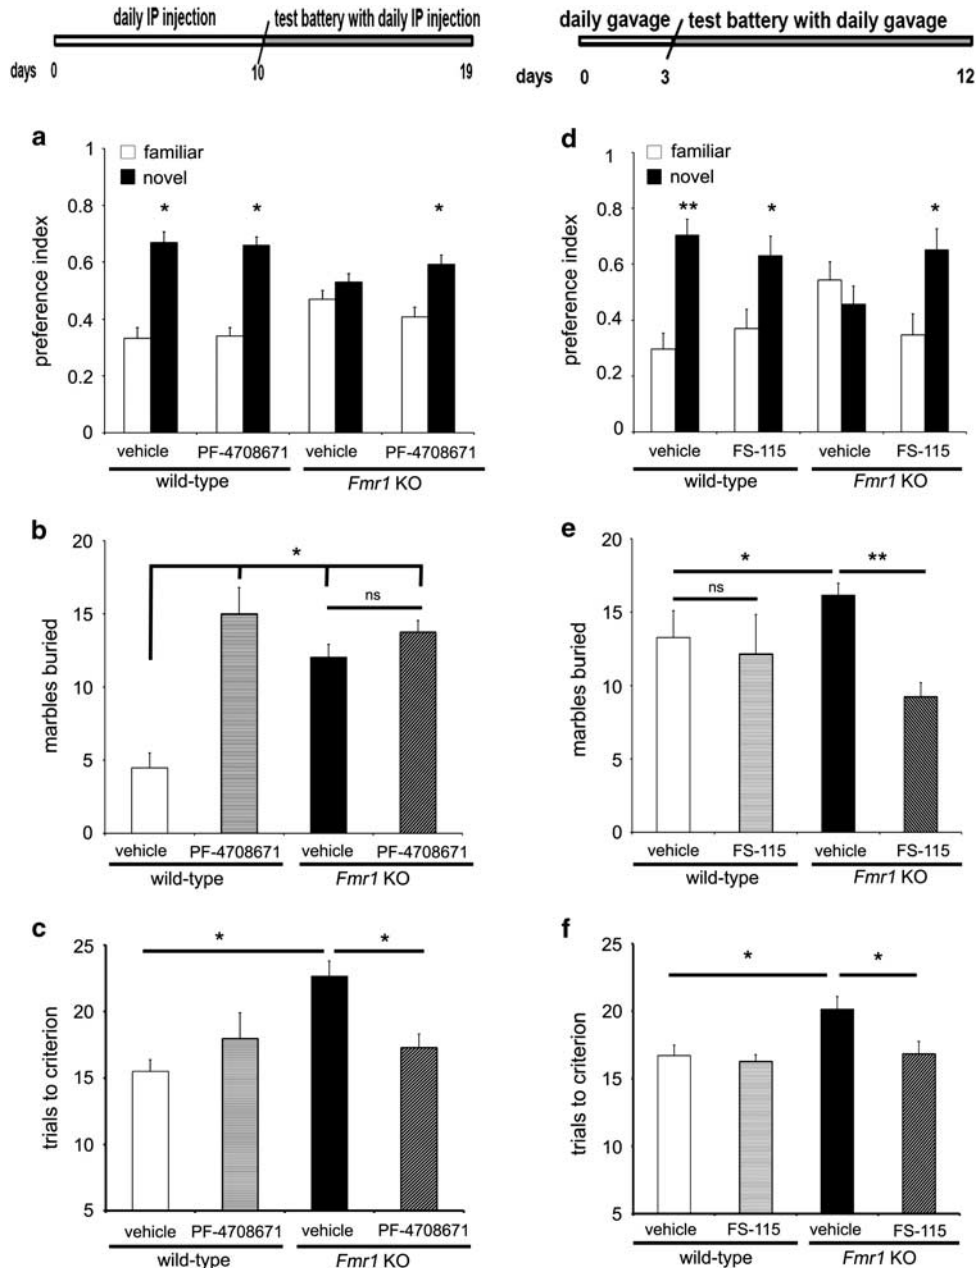 daily IP injection
test battery with daily IP injection
days 0 10 19
daily gavage
test battery with daily gavage
days 0 3 12
a
1
0.8
0.6
0.4
0.2
0
preference index
familiar
novel
* * *
vehicle PF-4708671 vehicle PF-4708671
wild-type Fmr1 KO
d
1
0.8
0.6
0.4
0.2
0
preference index
familiar
novel
** * *
vehicle FS-115 vehicle FS-115
wild-type Fmr1 KO
b
20
15
10
5
0
marbles buried
*
ns
vehicle PF-4708671 vehicle PF-4708671
wild-type Fmr1 KO
e
20
15
10
5
0
marbles buried
* **
ns
vehicle FS-115 vehicle FS-115
wild-type Fmr1 KO
c
25
20
15
10
5
trials to criterion
* *
vehicle PF-4708671 vehicle PF-4708671
wild-type Fmr1 KO
f
25
20
15
10
5
trials to criterion
* *
vehicle FS-115 vehicle FS-115
wild-type Fmr1 KO